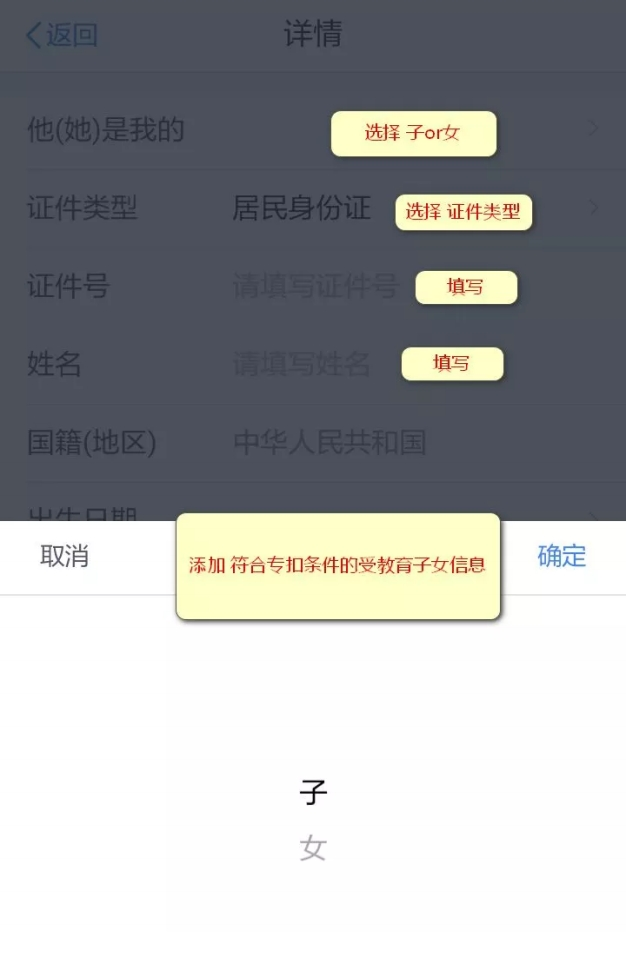 返回
详情
他(她)是我的
选择 子or女
证件类型
居民身份证
选择 证件类型
证件号
请填写证件号
填写
姓名
请填写姓名
填写
国籍(地区)
中华人民共和国
出生日期
取消
添加 符合专扣条件的受教育子女信息
确定
子
女